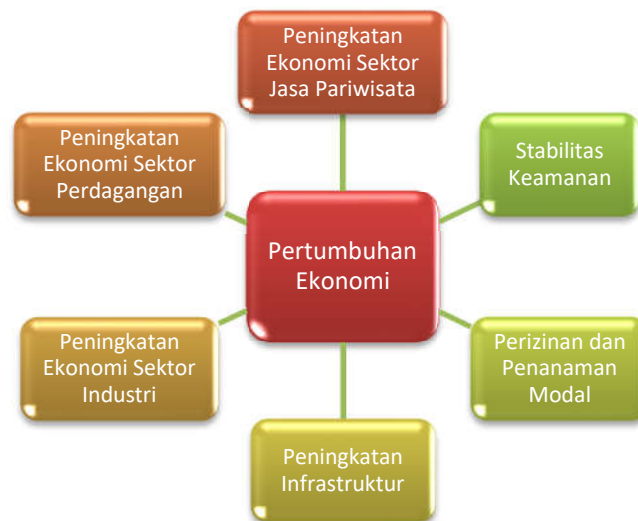 Peningkatan
Ekonomi Sektor
Jasa Pariwisata
Stabilitas
Keamanan
Perizinan dan
Penanaman
Modal
Peningkatan
Infrastruktur
Peningkatan
Ekonomi Sektor
Industri
Peningkatan
Ekonomi Sektor
Perdagangan
Pertumbuhan
Ekonomi